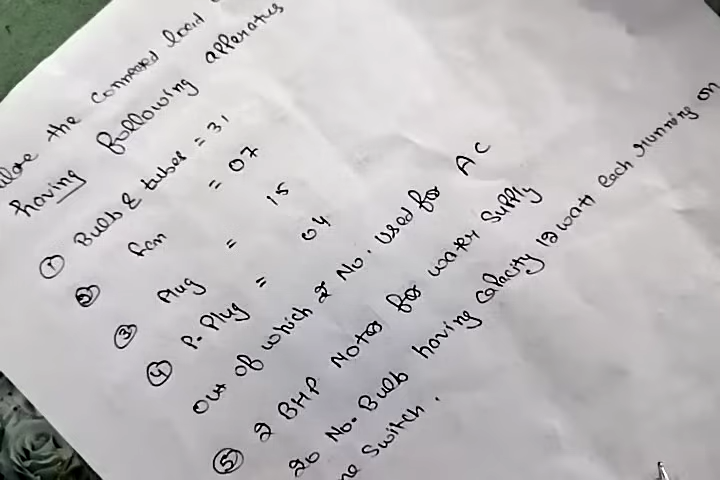 the Connected load
having following apperatus
① Bulb & tubes = 31
② fan = 07
③ Plug = 15
④ P. Plug = 04
out of which 2 No. Used for AC
⑤ 2 BHP Motor for water Supply
20 No. Bulb having Capacity 12 watt each running on
Switch.